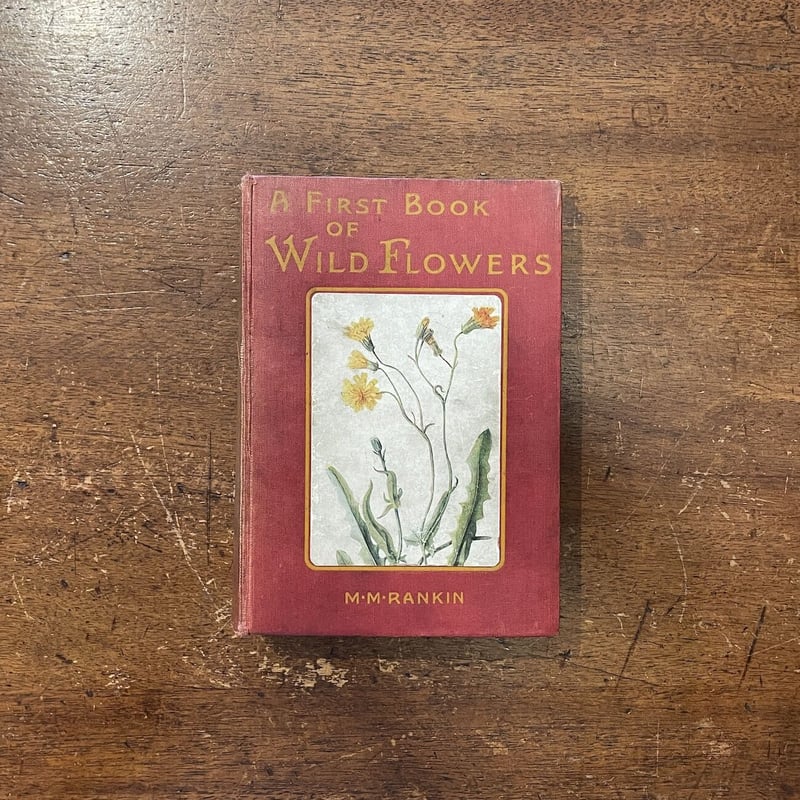 A First Book
of
Wild Flowers
M·M·RANKIN